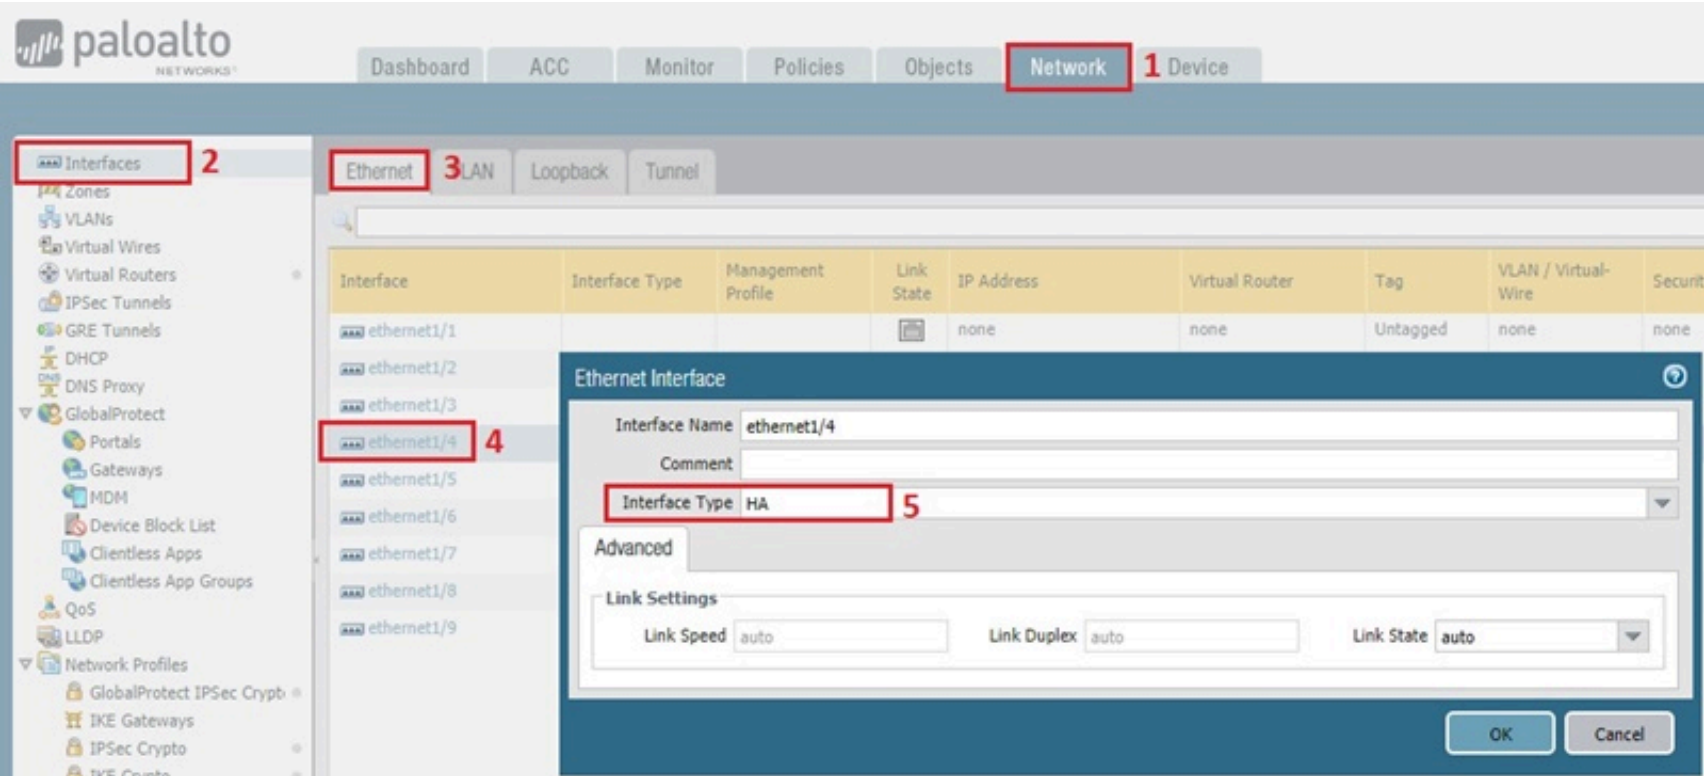 paloalto
NETWORKS
Dashboard ACC Monitor Policies Objects Network 1 Device
Interfaces 2
Zones
VLANs
Virtual Wires
Virtual Routers
IPSec Tunnels
GRE Tunnels
DHCP
DNS Proxy
GlobalProtect
Portals
Gateways
MDM
Device Block List
Clientless Apps
Clientless App Groups
QoS
LLDP
Network Profiles
GlobalProtect IPSec Crypt
IKE Gateways
IPSec Crypto
IKE Crypto
Ethernet 3 LAN Loopback Tunnel
Interface Interface Type Management Profile Link State IP Address Virtual Router Tag VLAN / Virtual-Wire Securit
ethernet1/1 none none Untagged none none
ethernet1/2
ethernet1/3
ethernet1/4 4
ethernet1/5
ethernet1/6
ethernet1/7
ethernet1/8
ethernet1/9
Ethernet Interface
Interface Name ethernet1/4
Comment
Interface Type HA 5
Advanced
Link Settings
Link Speed auto Link Duplex auto Link State auto
OK Cancel